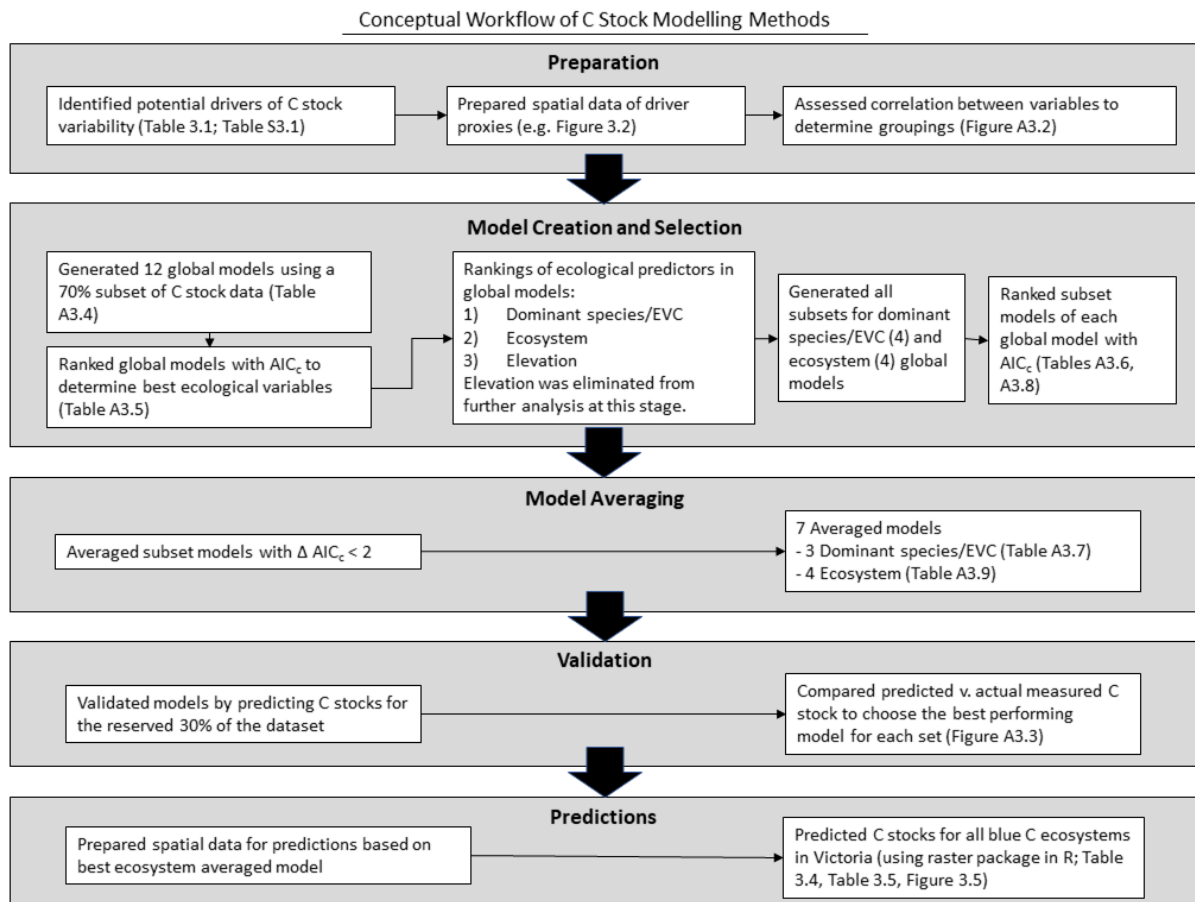 Conceptual Workflow of C Stock Modelling Methods
Preparation
Identified potential drivers of C stock
variability (Table 3.1; Table S3.1)
Prepared spatial data of driver
proxies (e.g. Figure 3.2)
Assessed correlation between variables to
determine groupings (Figure A3.2)
Model Creation and Selection
Generated 12 global models using a
70% subset of C stock data (Table
A3.4)
Ranked global models with AICc to
determine best ecological variables
(Table A3.5)
Rankings of ecological predictors in
global models:
1) Dominant species/EVC
2) Ecosystem
3) Elevation
Elevation was eliminated from
further analysis at this stage.
Generated all
subsets for dominant
species/EVC (4) and
ecosystem (4) global
models
Ranked subset
models of each
global model with
AICc (Tables A3.6,
A3.8)
Model Averaging
Averaged subset models with Δ AICc < 2
7 Averaged models
- 3 Dominant species/EVC (Table A3.7)
- 4 Ecosystem (Table A3.9)
Validation
Validated models by predicting C stocks for
the reserved 30% of the dataset
Compared predicted v. actual measured C
stock to choose the best performing
model for each set (Figure A3.3)
Predictions
Prepared spatial data for predictions based on
best ecosystem averaged model
Predicted C stocks for all blue C ecosystems
in Victoria (using raster package in R; Table
3.4, Table 3.5, Figure 3.5)